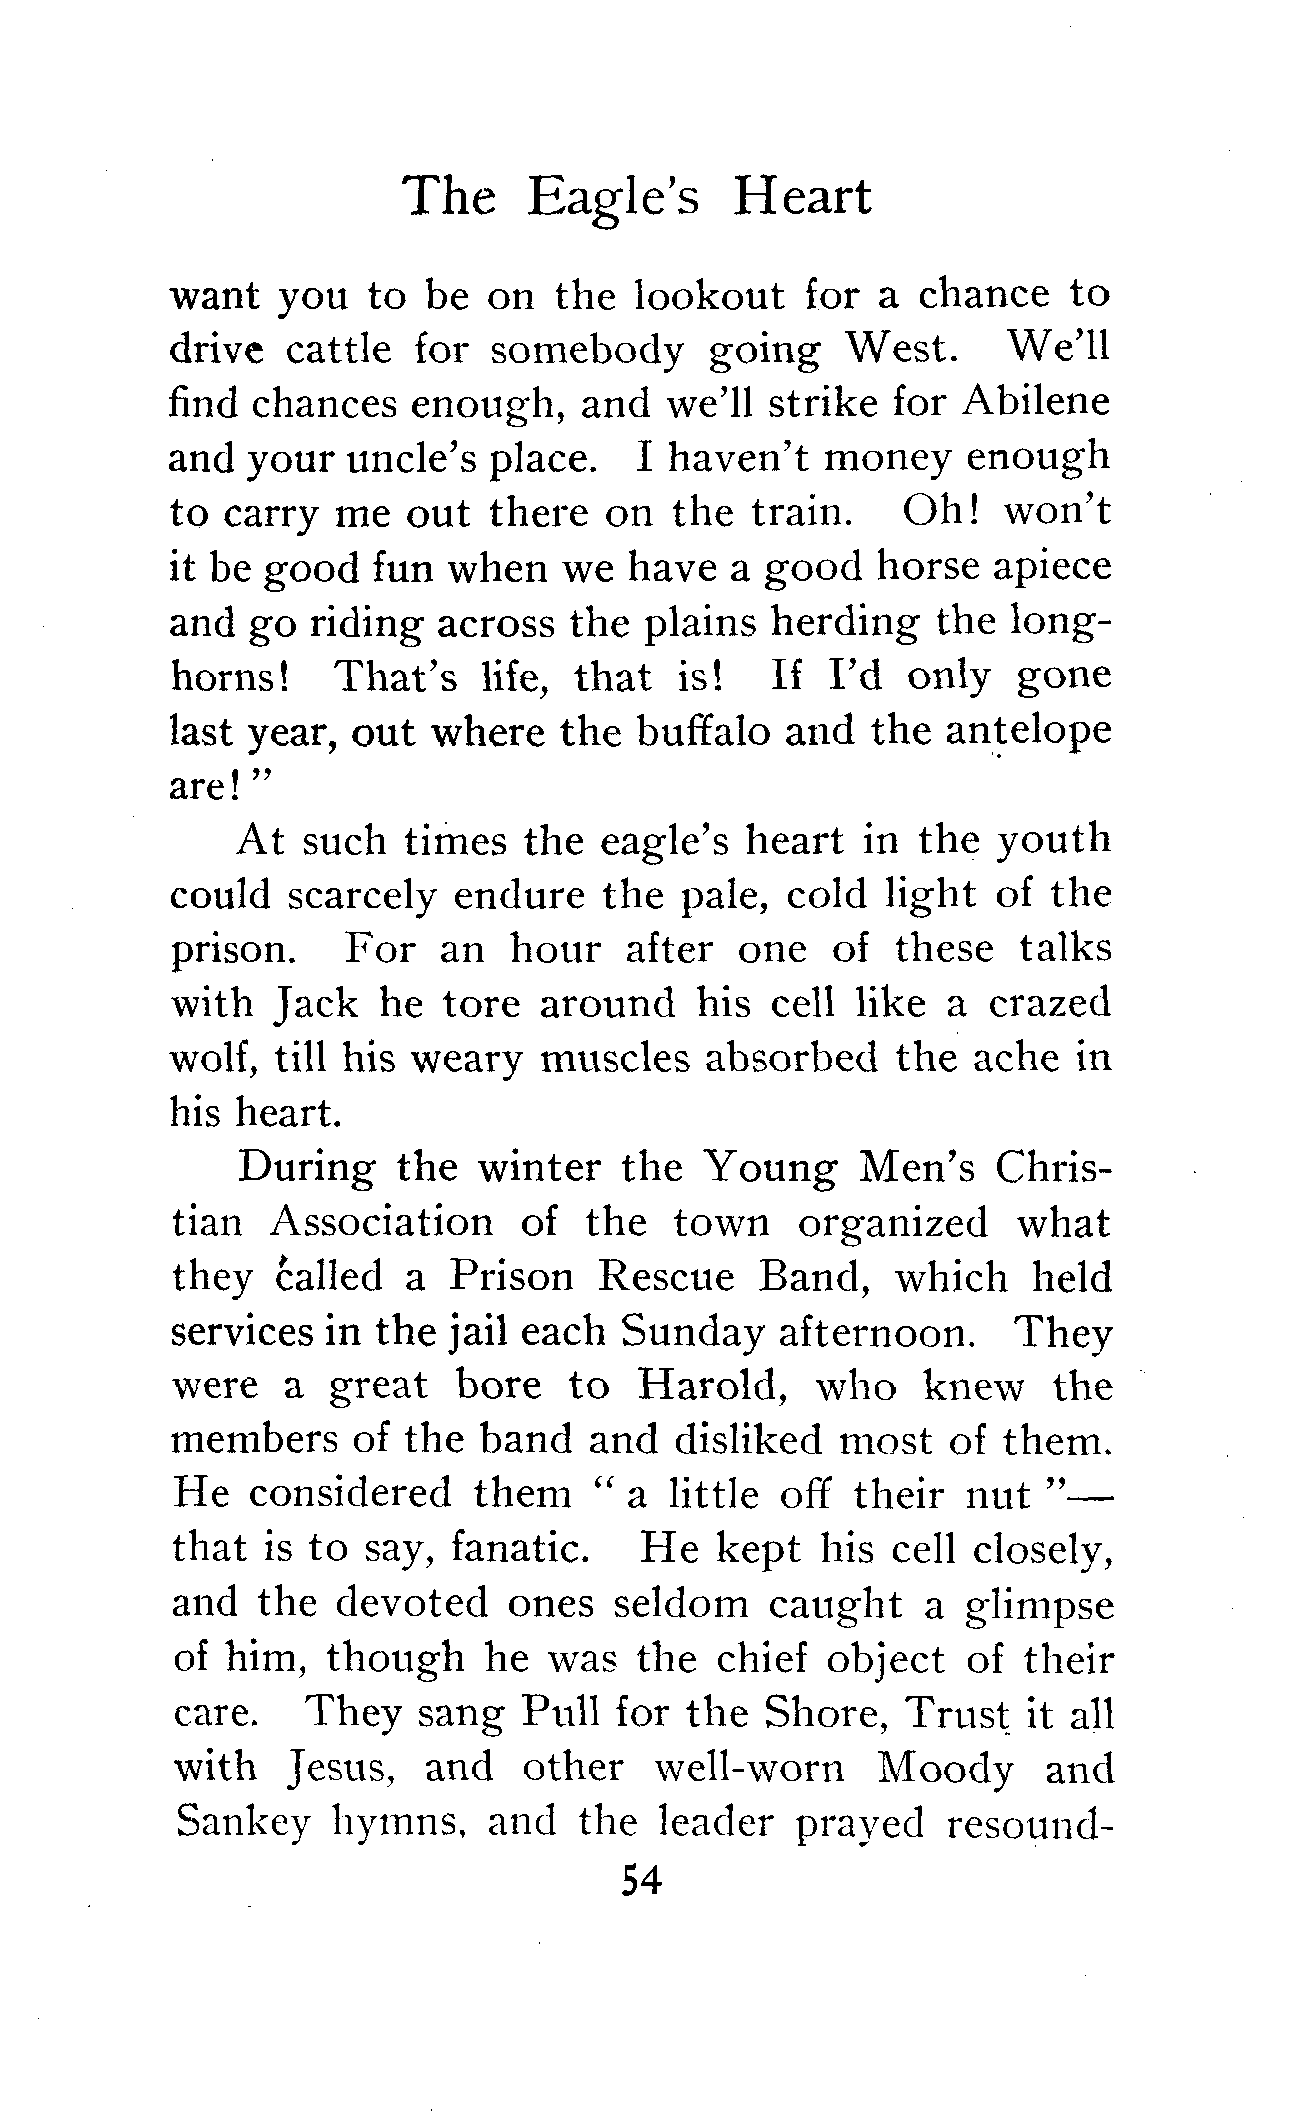 The Eagle's Heart
want you to be on the lookout for a chance to
drive cattle for somebody going West. We'll
find chances enough, and we'll strike for Abilene
and your uncle's place. I haven't money enough
to carry me out there on the train. Oh! won't
it be good fun when we have a good horse apiece
and go riding across the plains herding the long-
horns! That's life, that is! If I'd only gone
last year, out where the buffalo and the antelope
are!"
At such times the eagle's heart in the youth
could scarcely endure the pale, cold light of the
prison. For an hour after one of these talks
with Jack he tore around his cell like a crazed
wolf, till his weary muscles absorbed the ache in
his heart.
During the winter the Young Men's Chris-
tian Association of the town organized what
they called a Prison Rescue Band, which held
services in the jail each Sunday afternoon. They
were a great bore to Harold, who knew the
members of the band and disliked most of them.
He considered them "a little off their nut"—
that is to say, fanatic. He kept his cell closely,
and the devoted ones seldom caught a glimpse
of him, though he was the chief object of their
care. They sang Pull for the Shore, Trust it all
with Jesus, and other well-worn Moody and
Sankey hymns, and the leader prayed resound-
54